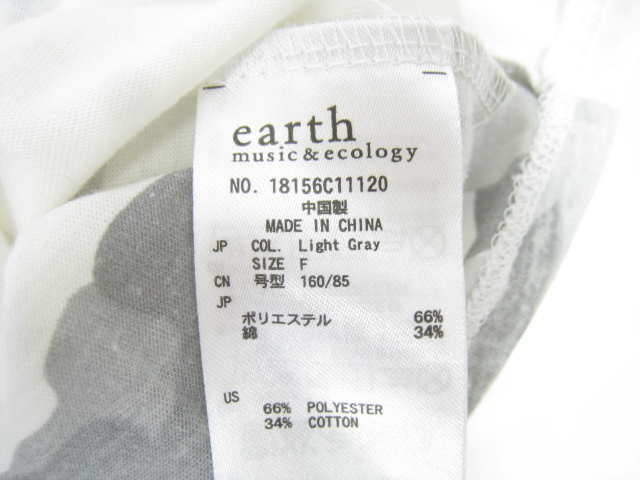 earth
music & ecology
NO. 18156C11120
中国製
MADE IN CHINA
JP COL. Light Gray
SIZE F
CN 号型 160/85
JP
ポリエステル 66%
綿 34%
US
66% POLYESTER
34% COTTON